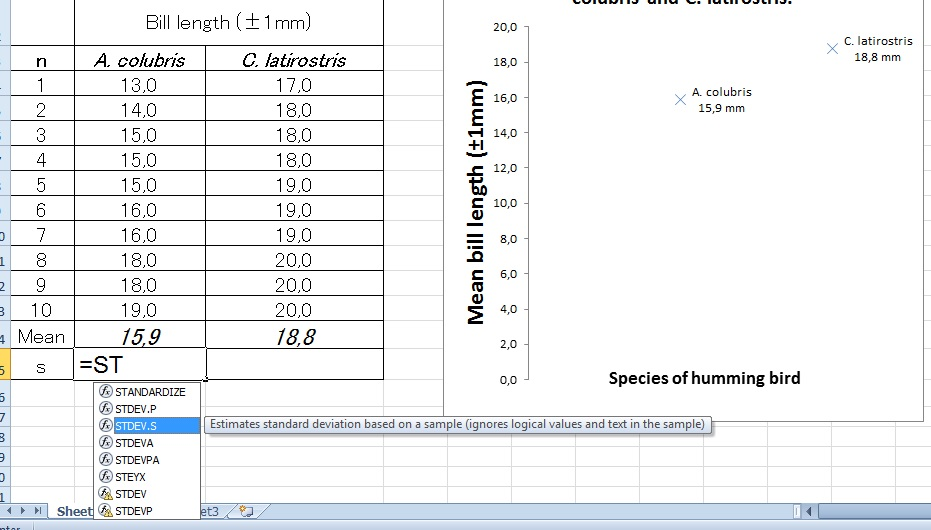 colubris and C. latirostris.
Bill length (±1mm)
n A. colubris C. latirostris
1 13,0 17,0
2 14,0 18,0
3 15,0 18,0
4 15,0 18,0
5 15,0 19,0
6 16,0 19,0
7 16,0 19,0
8 18,0 20,0
9 18,0 20,0
10 19,0 20,0
Mean 15,9 18,8
s =ST
STANDARDIZE
STDEV.P
STDEV.S
STDEVA
STDEVPA
STEYX
STDEV
STDEVP
Estimates standard deviation based on a sample (ignores logical values and text in the sample)
Mean bill length (±1mm)
20,0
18,0
16,0
14,0
12,0
10,0
8,0
6,0
4,0
2,0
0,0
C. latirostris
18,8 mm
A. colubris
15,9 mm
Species of humming bird
Sheet
et3